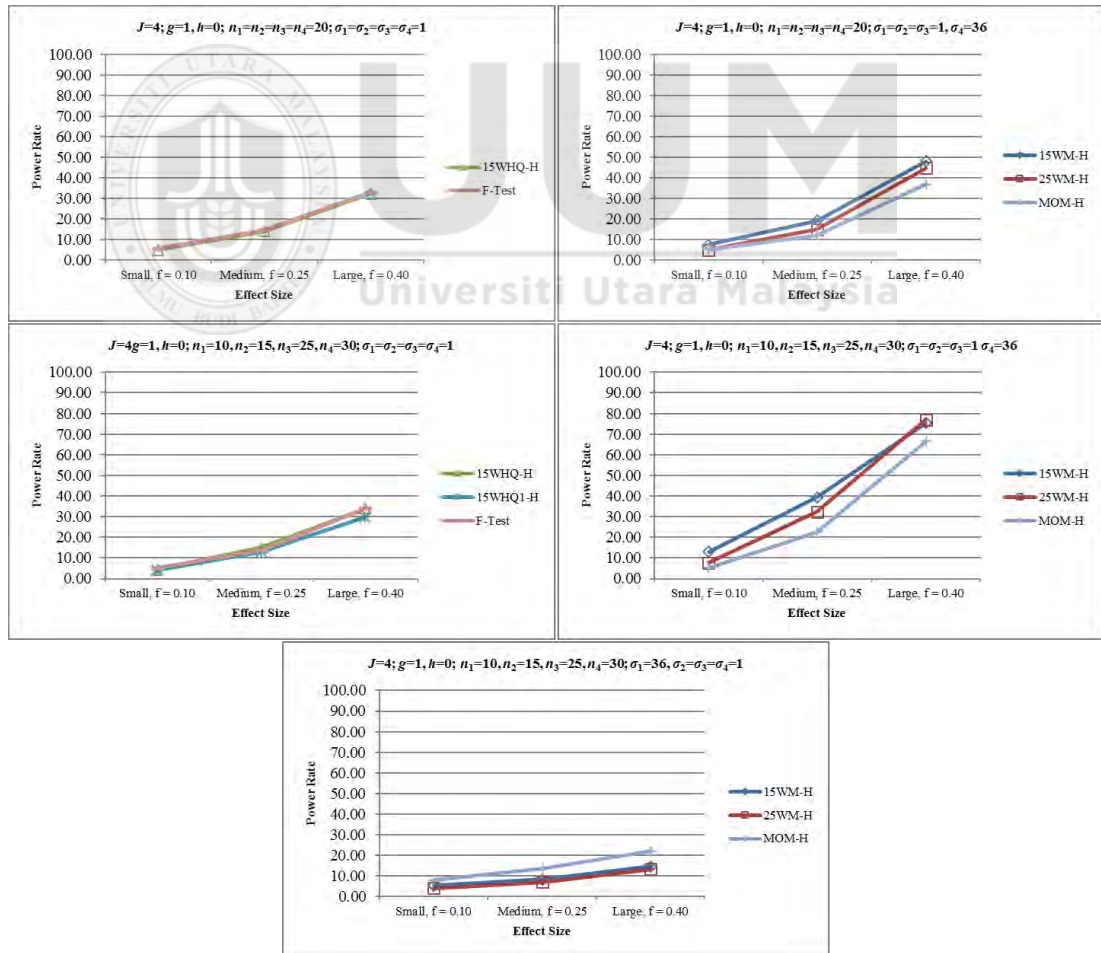 J=4; g=1, h=0; n1=n2=n3=n4=20; σ1=σ2=σ3=σ4=1
100.00
90.00
80.00
70.00
60.00
50.00
40.00
30.00
20.00
10.00
0.00
Power Rate
Small, f = 0.10
Medium, f = 0.25
Large, f = 0.40
Effect Size
15WHQ-H
F-Test
J=4; g=1, h=0; n1=n2=n3=n4=20; σ1=σ2=σ3=1, σ4=36
100.00
90.00
80.00
70.00
60.00
50.00
40.00
30.00
20.00
10.00
0.00
Power Rate
Small, f = 0.10
Medium, f = 0.25
Large, f = 0.40
Effect Size
15WM-H
25WM-H
MOM-H
UNIVERSITI UTARA MALAYSIA
ILMU BUDI BAKTI
UUM
Universiti Utara Malaysia
J=4g=1, h=0; n1=10, n2=15, n3=25, n4=30; σ1=σ2=σ3=σ4=1
100.00
90.00
80.00
70.00
60.00
50.00
40.00
30.00
20.00
10.00
0.00
Power Rate
Small, f = 0.10
Medium, f = 0.25
Large, f = 0.40
Effect Size
15WHQ-H
15WHQ1-H
F-Test
J=4; g=1, h=0; n1=10, n2=15, n3=25, n4=30; σ1=σ2=σ3=1 σ4=36
100.00
90.00
80.00
70.00
60.00
50.00
40.00
30.00
20.00
10.00
0.00
Power Rate
Small, f = 0.10
Medium, f = 0.25
Large, f = 0.40
Effect Size
15WM-H
25WM-H
MOM-H
J=4; g=1, h=0; n1=10, n2=15, n3=25, n4=30; σ1=36, σ2=σ3=σ4=1
100.00
90.00
80.00
70.00
60.00
50.00
40.00
30.00
20.00
10.00
0.00
Power Rate
Small, f = 0.10
Medium, f = 0.25
Large, f = 0.40
Effect Size
15WM-H
25WM-H
MOM-H